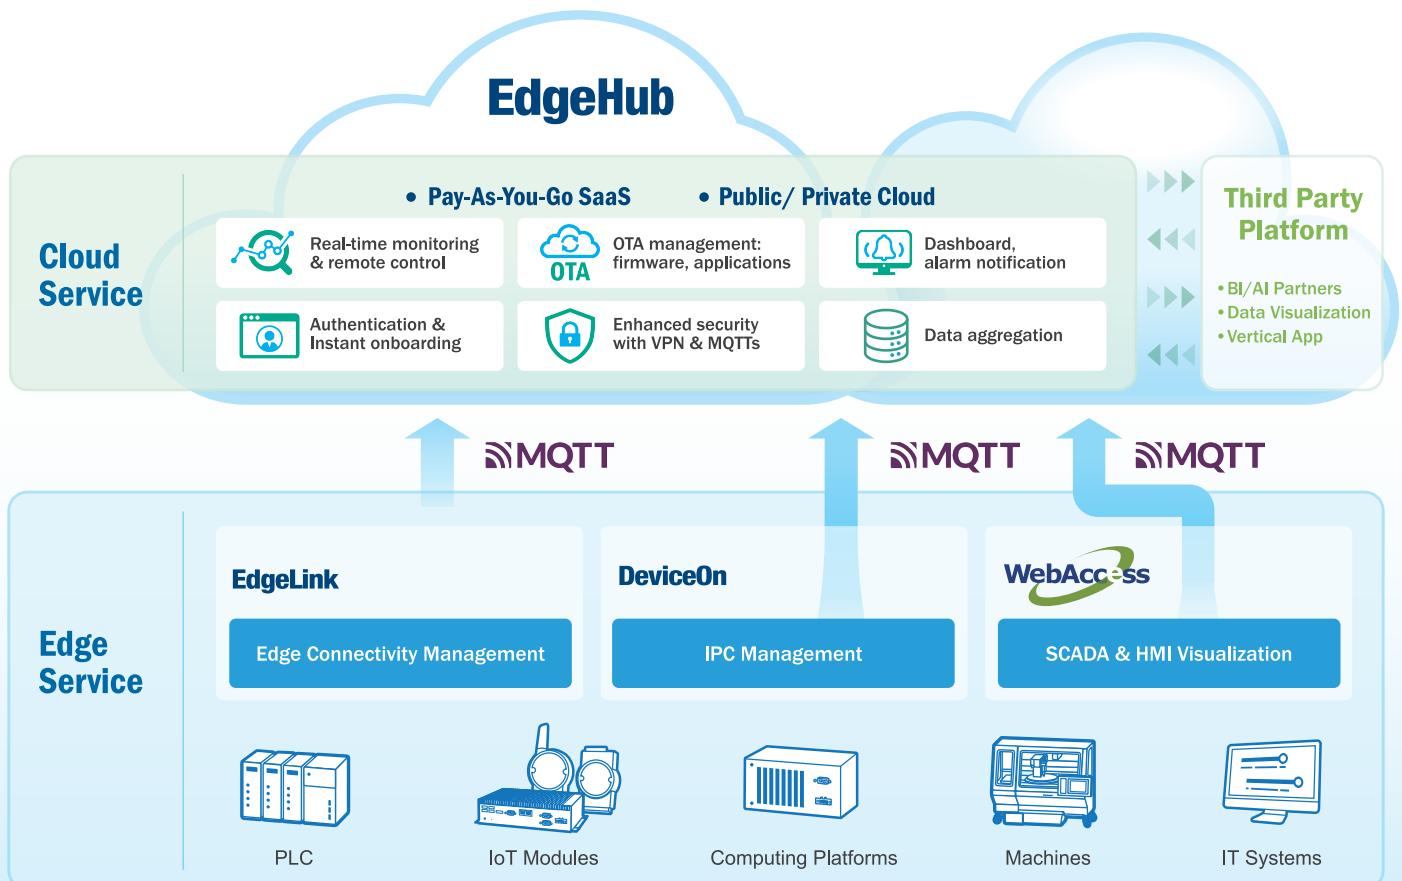 EdgeHub
• Pay-As-You-Go SaaS
• Public/ Private Cloud
Cloud
Service
Real-time monitoring
& remote control
OTA
OTA management:
firmware, applications
Dashboard,
alarm notification
Authentication &
Instant onboarding
Enhanced security
with VPN & MQTTs
Data aggregation
Third Party
Platform
• BI/AI Partners
• Data Visualization
• Vertical App
MQTT
MQTT
MQTT
Edge
Service
EdgeLink
Edge Connectivity Management
DeviceOn
IPC Management
WebAccess
SCADA & HMI Visualization
PLC
IoT Modules
Computing Platforms
Machines
IT Systems